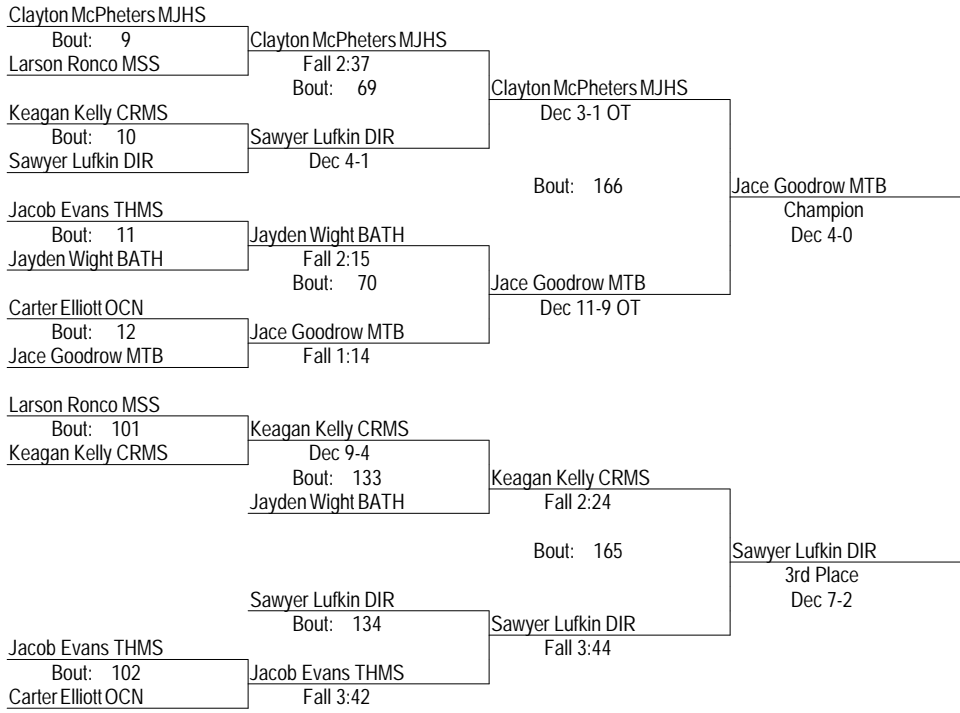 Clayton McPheters MJHS
Bout: 9
Clayton McPheters MJHS
Larson Ronco MSS
Fall 2:37
Bout: 69
Clayton McPheters MJHS
Keagan Kelly CRMS
Dec 3-1 OT
Bout: 10
Sawyer Lufkin DIR
Sawyer Lufkin DIR
Dec 4-1
Bout: 166
Jace Goodrow MTB
Jacob Evans THMS
Champion
Bout: 11
Jayden Wight BATH
Dec 4-0
Jayden Wight BATH
Fall 2:15
Bout: 70
Jace Goodrow MTB
Carter Elliott OCN
Dec 11-9 OT
Bout: 12
Jace Goodrow MTB
Jace Goodrow MTB
Fall 1:14
Larson Ronco MSS
Bout: 101
Keagan Kelly CRMS
Keagan Kelly CRMS
Dec 9-4
Bout: 133
Keagan Kelly CRMS
Jayden Wight BATH
Fall 2:24
Bout: 165
Sawyer Lufkin DIR
3rd Place
Sawyer Lufkin DIR
Dec 7-2
Bout: 134
Sawyer Lufkin DIR
Jacob Evans THMS
Fall 3:44
Bout: 102
Jacob Evans THMS
Carter Elliott OCN
Fall 3:42